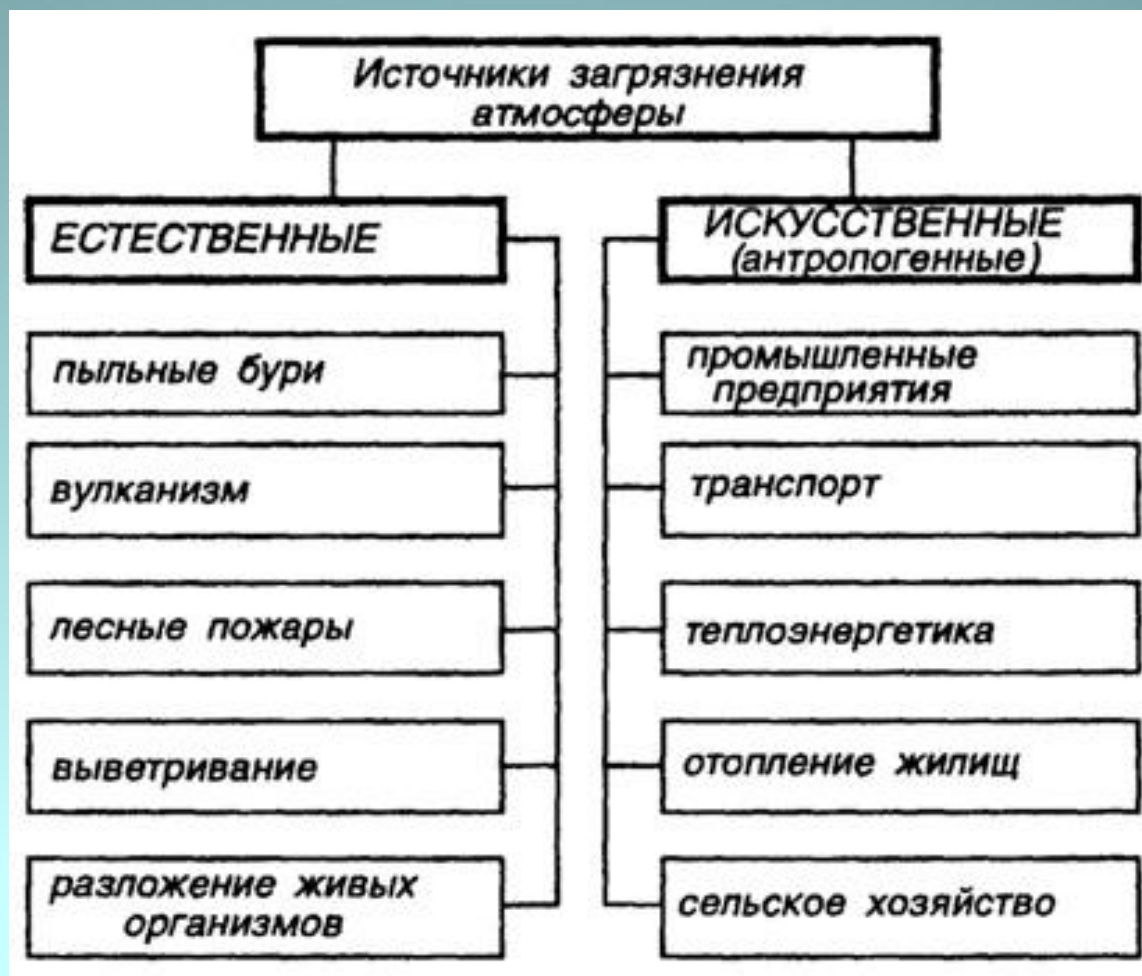 Источники загрязнения
атмосферы
ЕСТЕСТВЕННЫЕ
пыльные бури
вулканизм
лесные пожары
выветривание
разложение живых
организмов
ИСКУССТВЕННЫЕ
(антропогенные)
промышленные
предприятия
транспорт
теплоэнергетика
отопление жилищ
сельское хозяйство